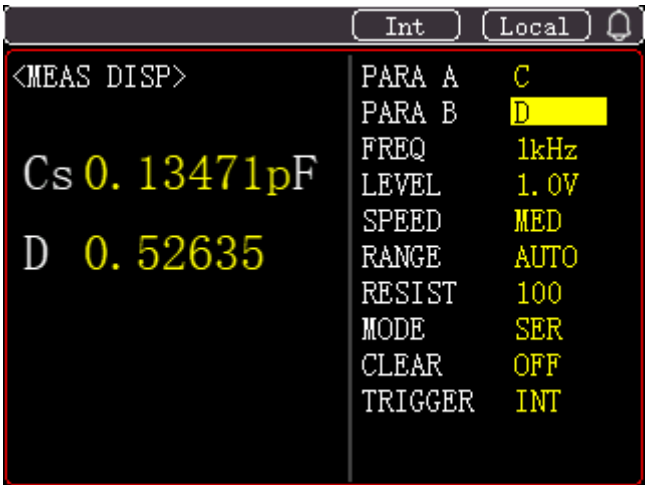 Int Local
<MEAS DISP>
Cs 0.13471pF
D 0.52635
PARA A C
PARA B D
FREQ 1kHz
LEVEL 1.0V
SPEED MED
RANGE AUTO
RESIST 100
MODE SER
CLEAR OFF
TRIGGER INT